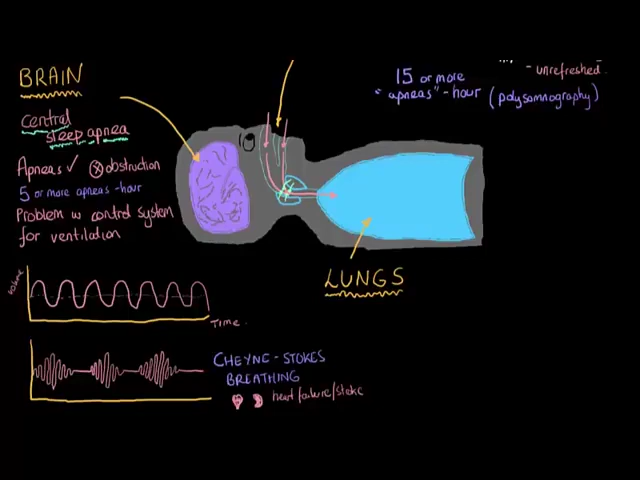 BRAIN
Central
sleep apnea
Apneas ✓ ⓧ obstruction
5 or more apneas - hour
Problem w control system
for ventilation
Volume
Time
CHEYNE - STOKES
BREATHING
heart failure/stroke
LUNGS
- unrefreshed
15 or more
"apneas" - hour (polysomnography)